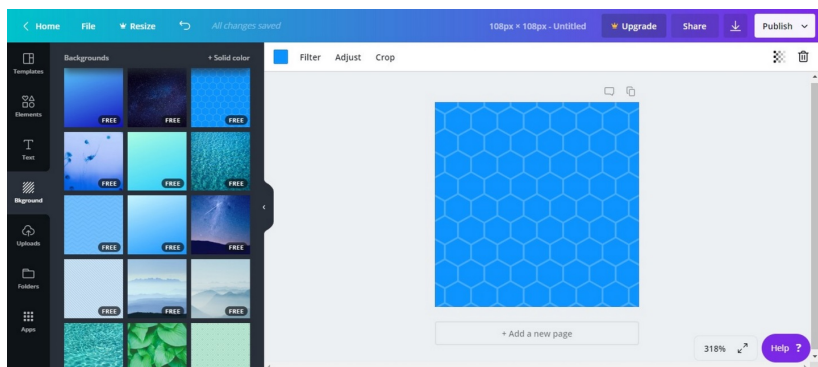 Home File Resize All changes saved 108px × 108px - Untitled Upgrade Share Publish
Templates
Elements
Text
Bkground
Uploads
Folders
Apps
Backgrounds + Solid color
FREE FREE FREE
FREE FREE FREE
FREE FREE FREE
FREE FREE FREE
Filter Adjust Crop
+ Add a new page
318% Help ?